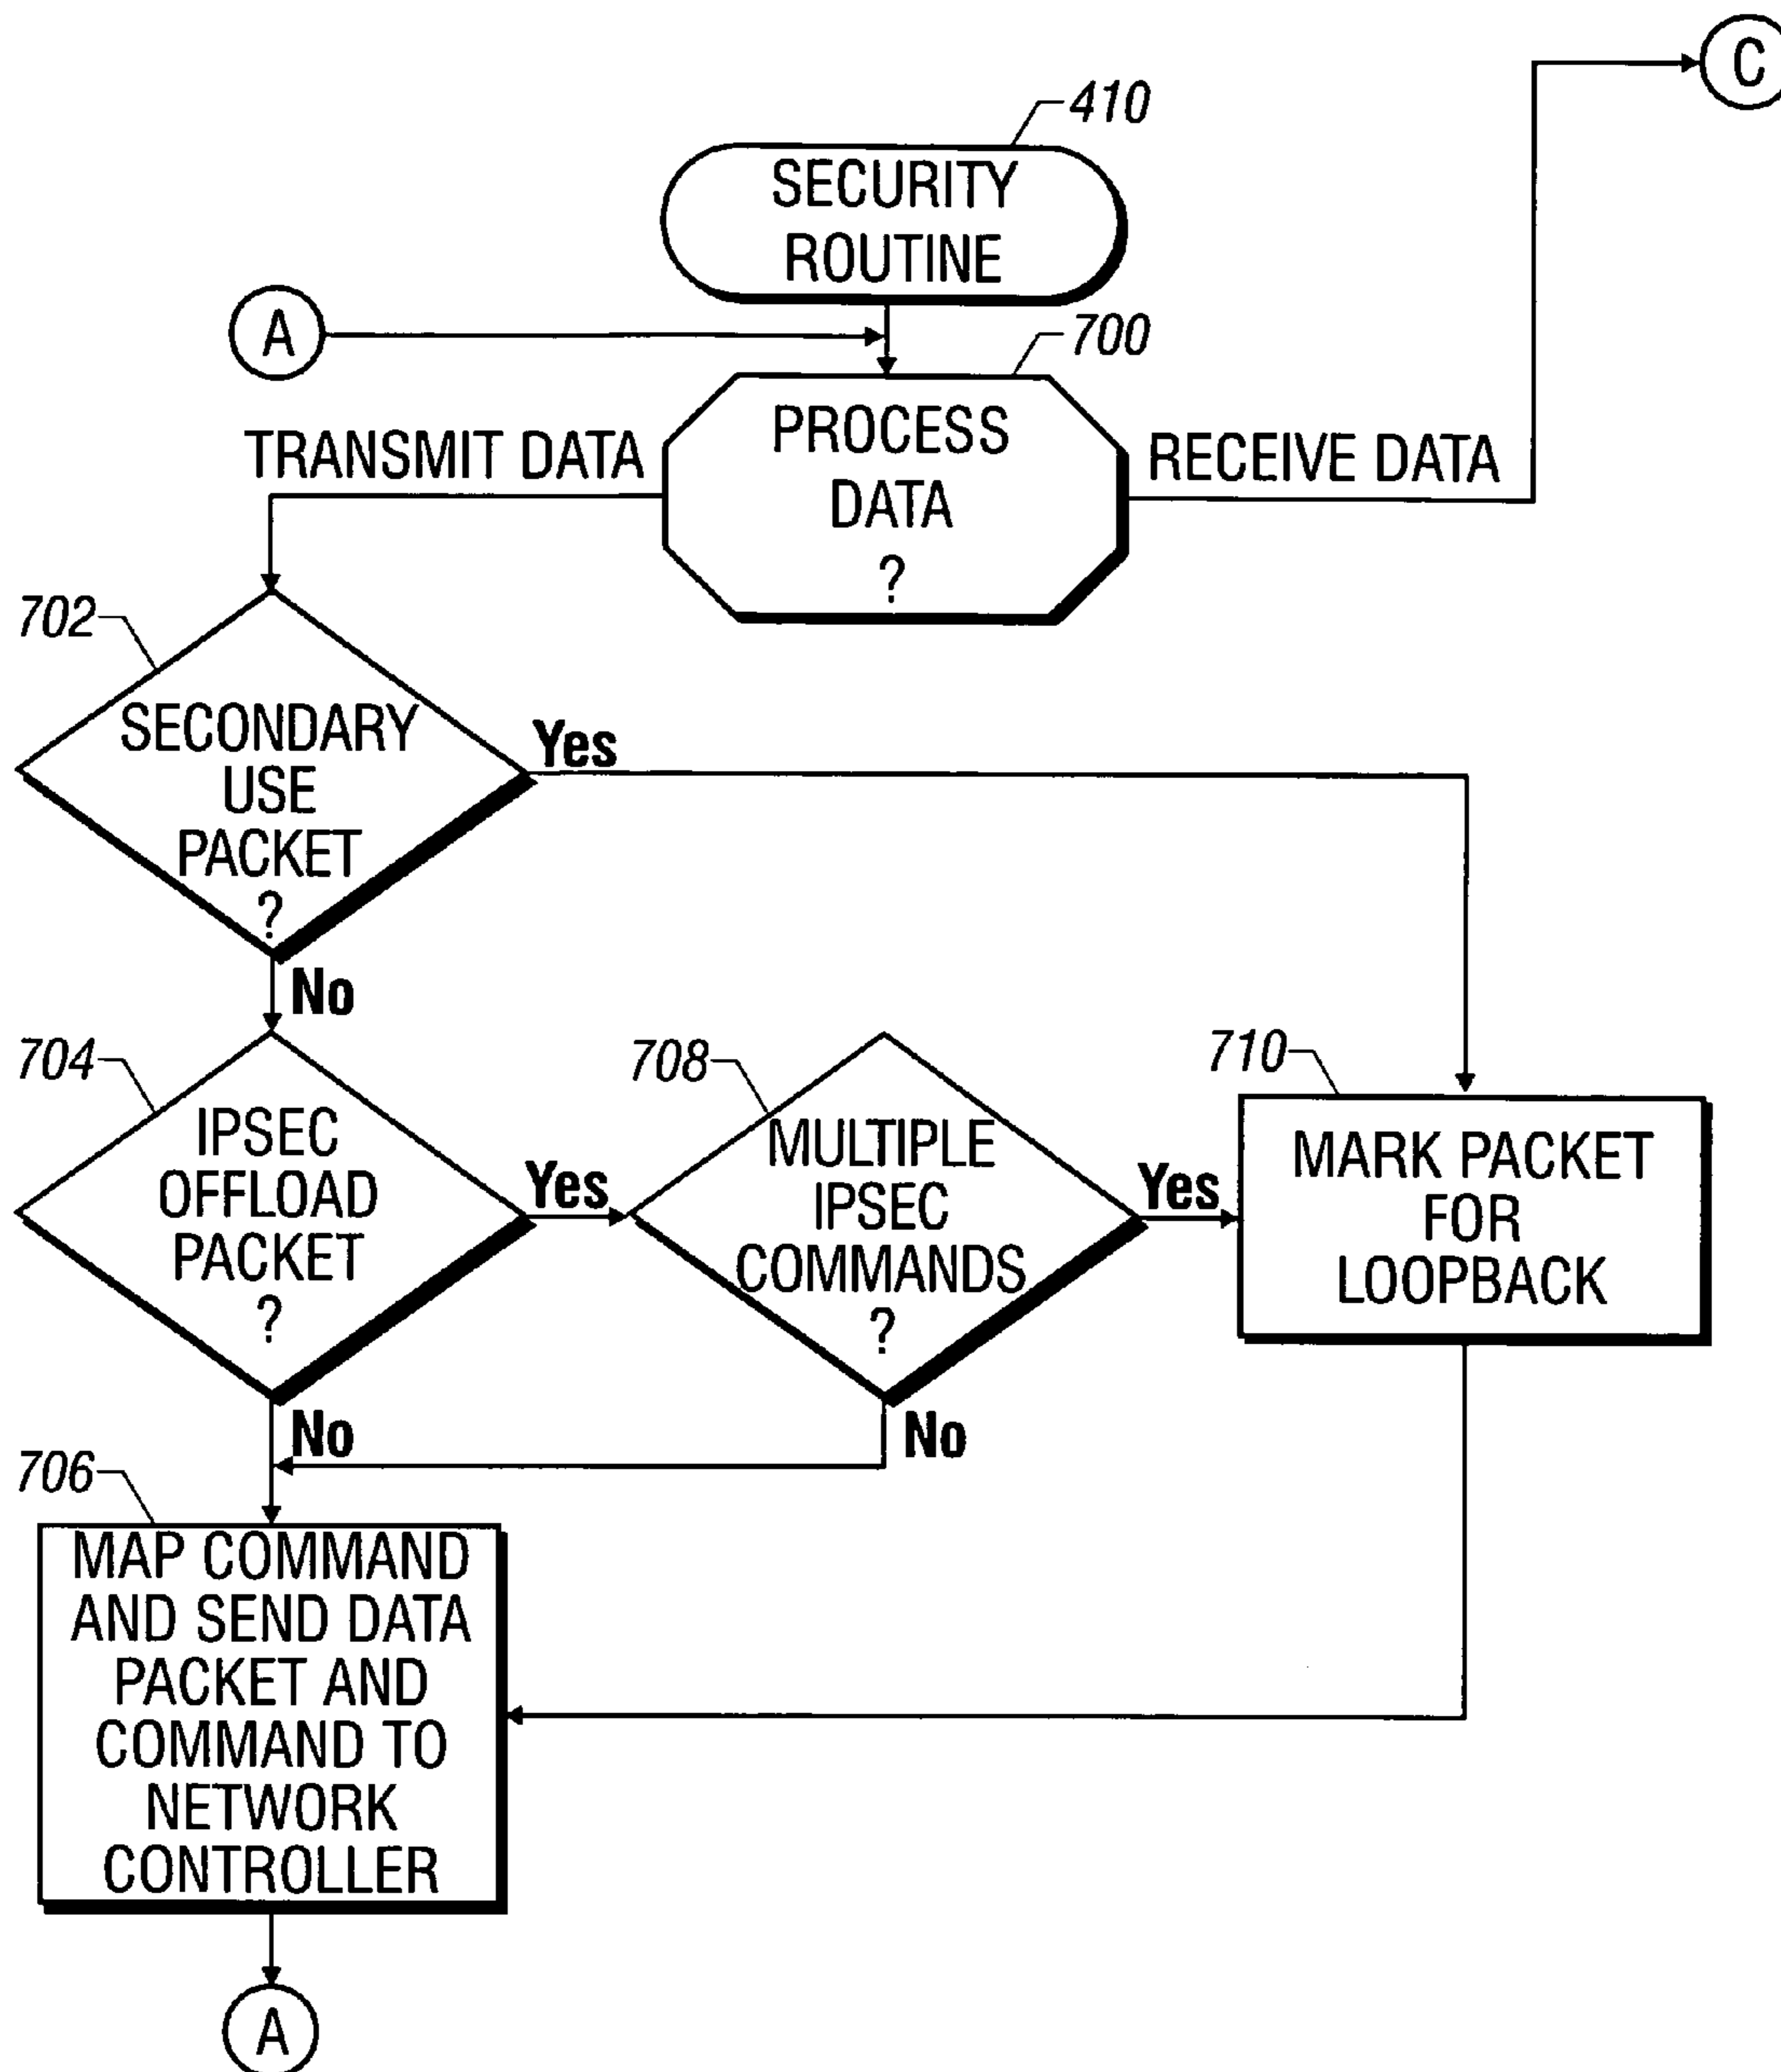 C
410
SECURITY
ROUTINE
A
700
PROCESS
DATA
?
TRANSMIT DATA
RECEIVE DATA
702
SECONDARY
USE
PACKET
?
Yes
No
704
IPSEC
OFFLOAD
PACKET
?
Yes
No
708
MULTIPLE
IPSEC
COMMANDS
?
Yes
No
710
MARK PACKET
FOR
LOOPBACK
706
MAP COMMAND
AND SEND DATA
PACKET AND
COMMAND TO
NETWORK
CONTROLLER
A